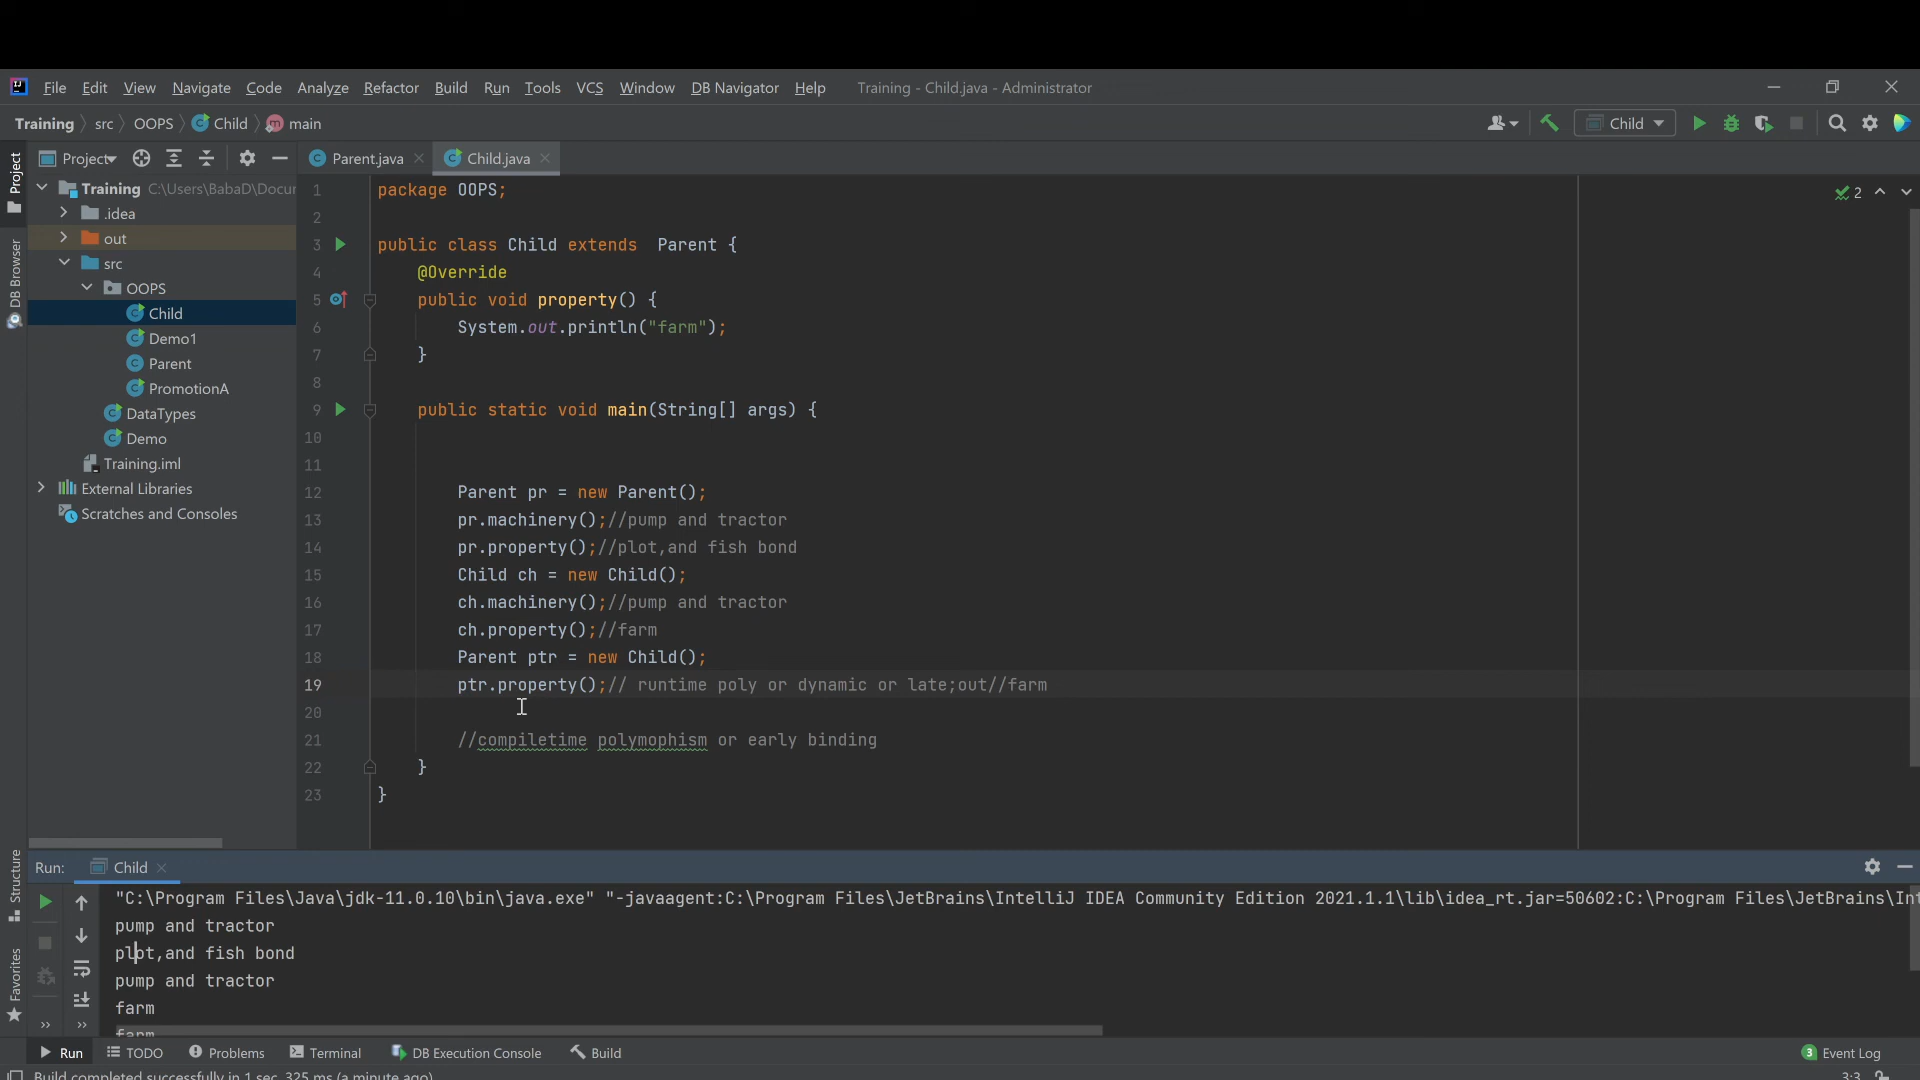 File Edit View Navigate Code Analyze Refactor Build Run Tools VCS Window DB Navigator Help Training - Child.java - Administrator
Training src OOPS Child main
Child
Project
Parent.java
Child.java
Project
DB Browser
Structure
Favorites
Training C:\Users\BabaD\Docu
.idea
out
src
OOPS
Child
Demo1
Parent
PromotionA
DataTypes
Demo
Training.iml
External Libraries
Scratches and Consoles
2
1 package OOPS;
2
3 public class Child extends  Parent {
4 @Override
5 public void property() {
6 System.out.println("farm");
7 }
8
9 public static void main(String[] args) {
10
11
12 Parent pr = new Parent();
13 pr.machinery();//pump and tractor
14 pr.property();//plot,and fish bond
15 Child ch = new Child();
16 ch.machinery();//pump and tractor
17 ch.property();//farm
18 Parent ptr = new Child();
19 ptr.property();// runtime poly or dynamic or late;out//farm
20
21 //compiletime polymophism or early binding
22 }
23 }
Run: Child
"C:\Program Files\Java\jdk-11.0.10\bin\java.exe" "-javaagent:C:\Program Files\JetBrains\IntelliJ IDEA Community Edition 2021.1.1\lib\idea_rt.jar=50602:C:\Program Files\JetBrains\Int
pump and tractor
plot,and fish bond
pump and tractor
farm
farm
Run TODO Problems Terminal DB Execution Console Build 3 Event Log
Build completed successfully in 1 sec, 325 ms (a minute ago) 3:3